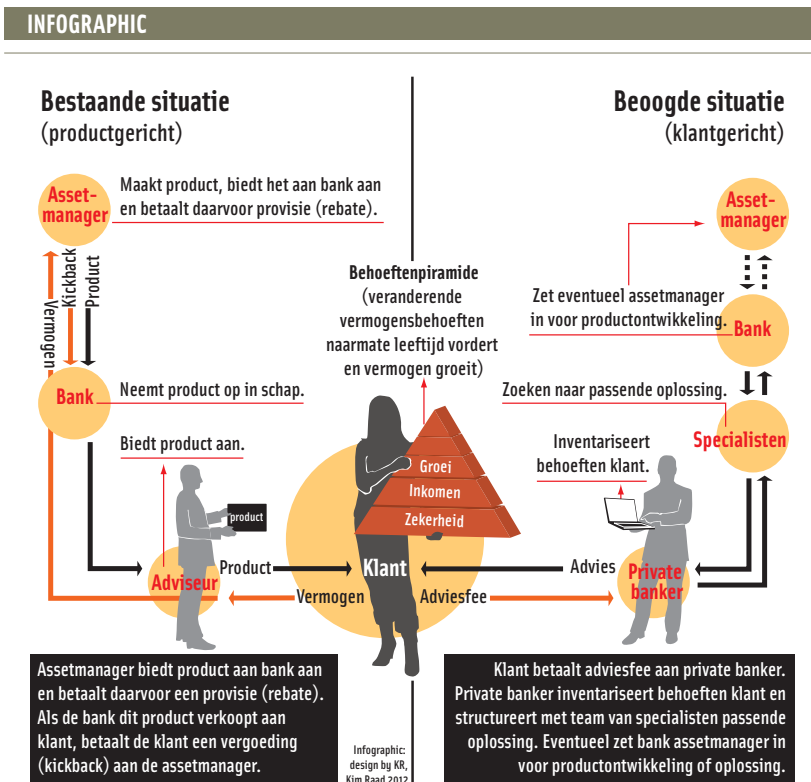 INFOGRAPHIC
Bestaande situatie
(productgericht)
Asset-
manager
Maakt product, biedt het aan bank aan
en betaalt daarvoor provisie (rebate).
Vermogen
Kickback
Product
Bank
Neemt product op in schap.
Biedt product aan.
product
Adviseur
Product
Vermogen
Behoeftenpiramide
(veranderende
vermogensbehoeften
naarmate leeftijd vordert
en vermogen groeit)
Groei
Inkomen
Zekerheid
Klant
Beoogde situatie
(klantgericht)
Asset-
manager
Zet eventueel assetmanager
in voor productontwikkeling.
Bank
Zoeken naar passende oplossing.
Specialisten
Inventariseert
behoeften klant.
Advies
Adviesfee
Private
banker
Assetmanager biedt product aan bank aan
en betaalt daarvoor een provisie (rebate).
Als de bank dit product verkoopt aan
klant, betaalt de klant een vergoeding
(kickback) aan de assetmanager.
Infographic:
design by KR,
Kim Raad 2012
Klant betaalt adviesfee aan private banker.
Private banker inventariseert behoeften klant en
structureert met team van specialisten passende
oplossing. Eventueel zet bank assetmanager in
voor productontwikkeling of oplossing.